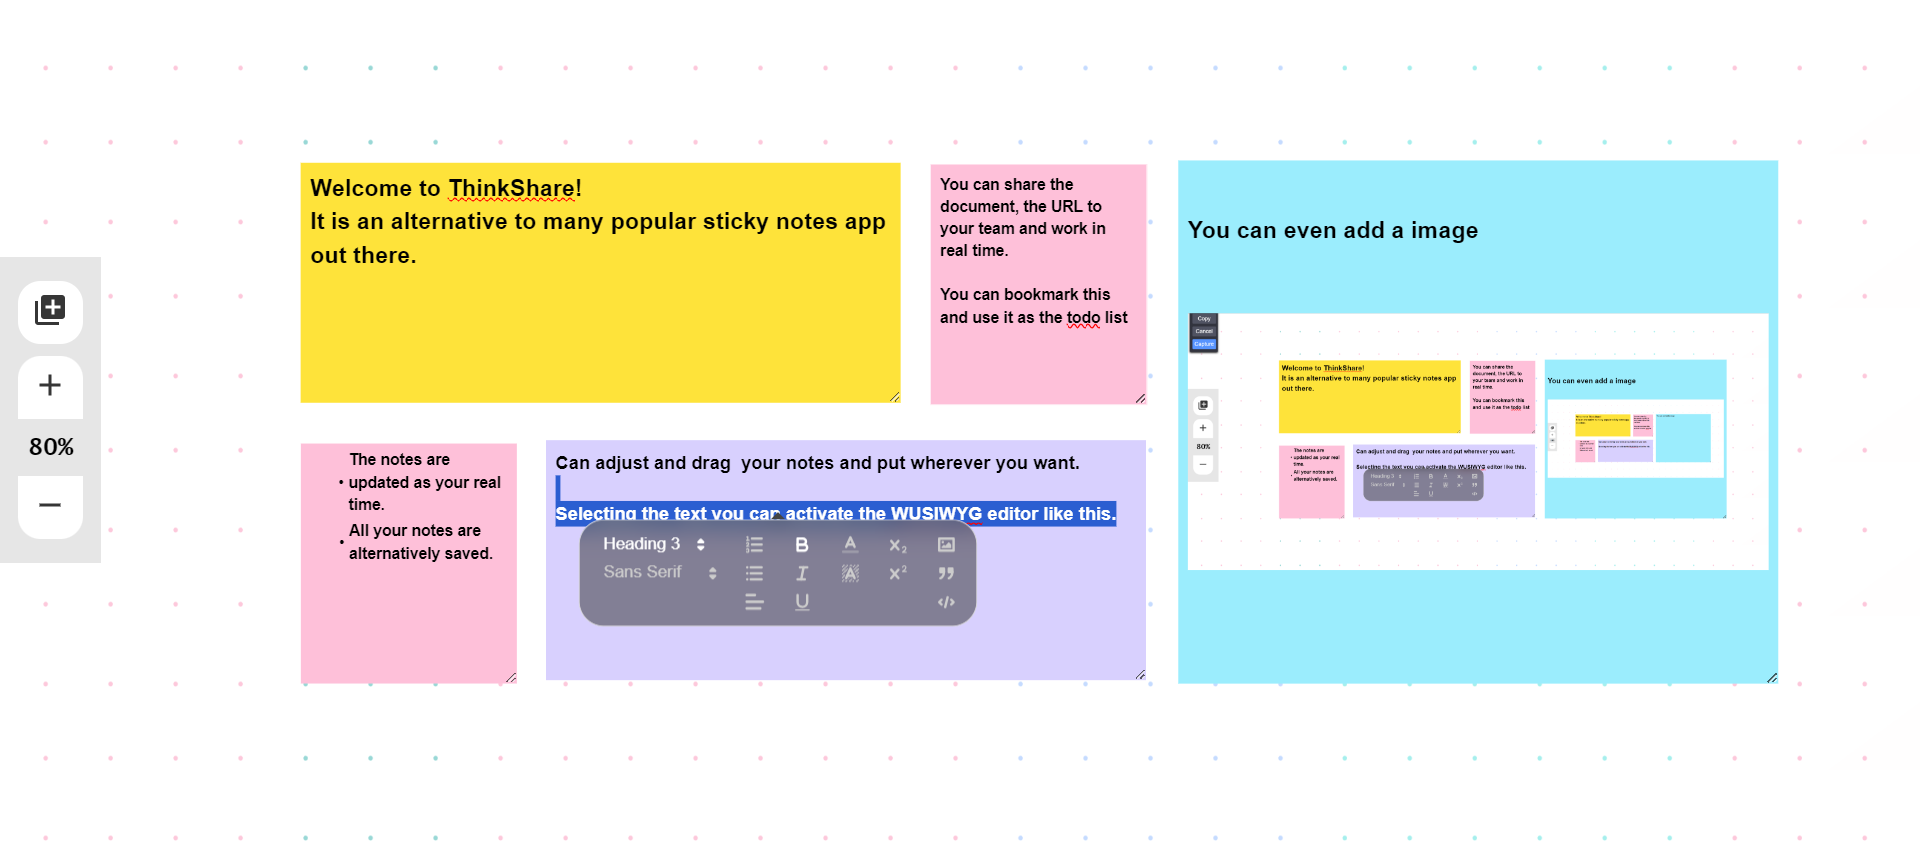 Welcome to ThinkShare!
It is an alternative to many popular sticky notes app
out there.
You can share the
document, the URL to
your team and work in
real time.
You can bookmark this
and use it as the todo list
You can even add a image
Copy
Cancel
Capture
Welcome to ThinkShare!
It is an alternative to many popular sticky notes app
out there.
You can share the
document, the URL to
your team and work in
real time.
You can bookmark this
and use it as the todo list
You can even add a image
80%
The notes are
updated as your real
time.
All your notes are
alternatively saved.
Can adjust and drag your notes and put wherever you want.
Selecting the text you can activate the WUSIWYG editor like this.
Heading 3
Sans Serif
80%
The notes are
• updated as your real
time.
• All your notes are
alternatively saved.
Can adjust and drag  your notes and put wherever you want.
Selecting the text you can activate the WUSIWYG editor like this.
Heading 3
Sans Serif